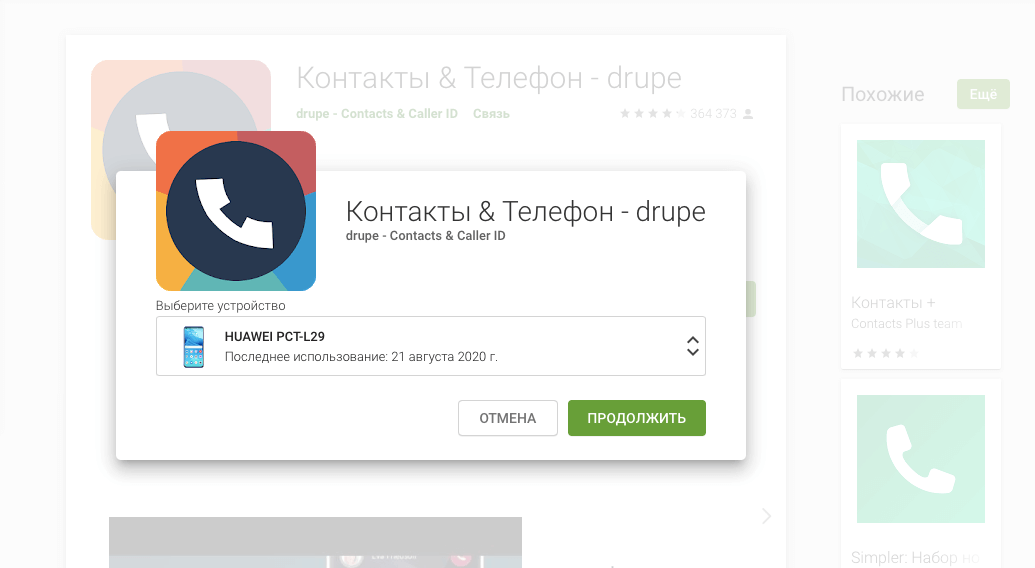 Контакты & Телефон - drupe
drupe - Contacts & Caller ID Связь 364 373
Похожие Ещё
Контакты & Телефон - drupe
drupe - Contacts & Caller ID
Выберите устройство
HUAWEI PCT-L29
Последнее использование: 21 августа 2020 г.
ОТМЕНА ПРОДОЛЖИТЬ
Контакты +
Contacts Plus team
Simpler: Набор но